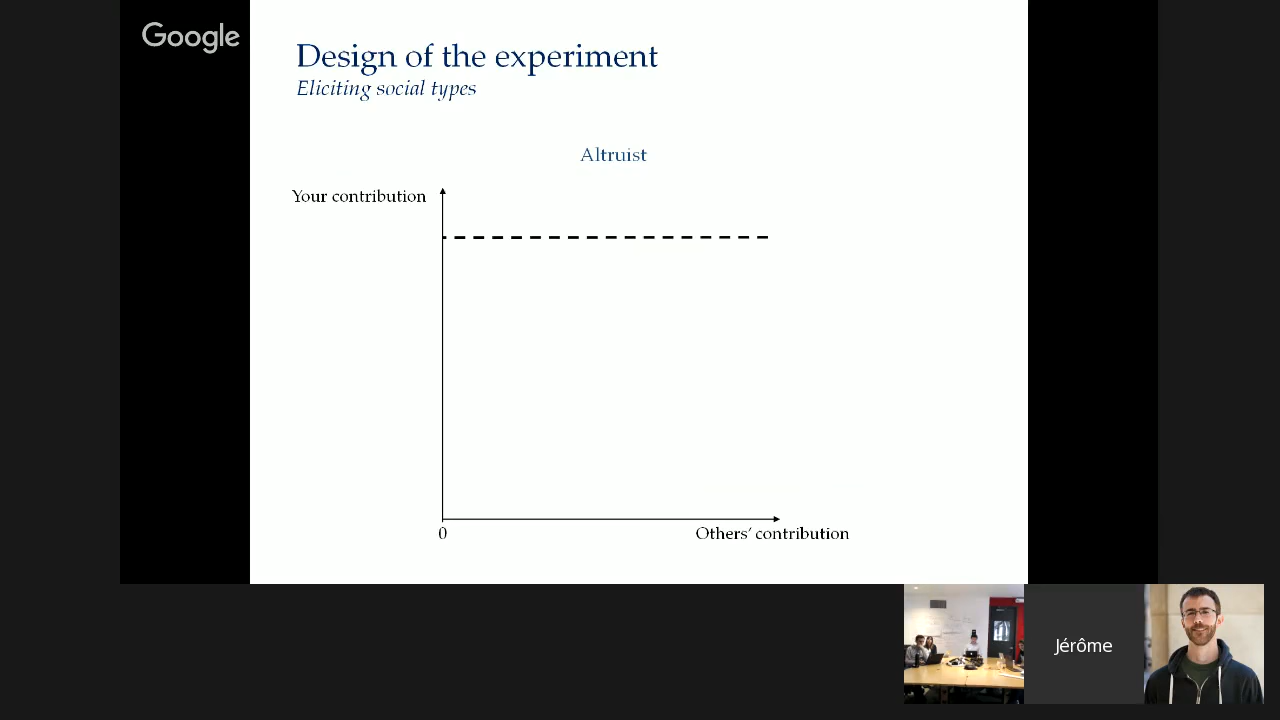 Google
Design of the experiment
Eliciting social types
Altruist
Your contribution
0
Others’ contribution
Jérôme